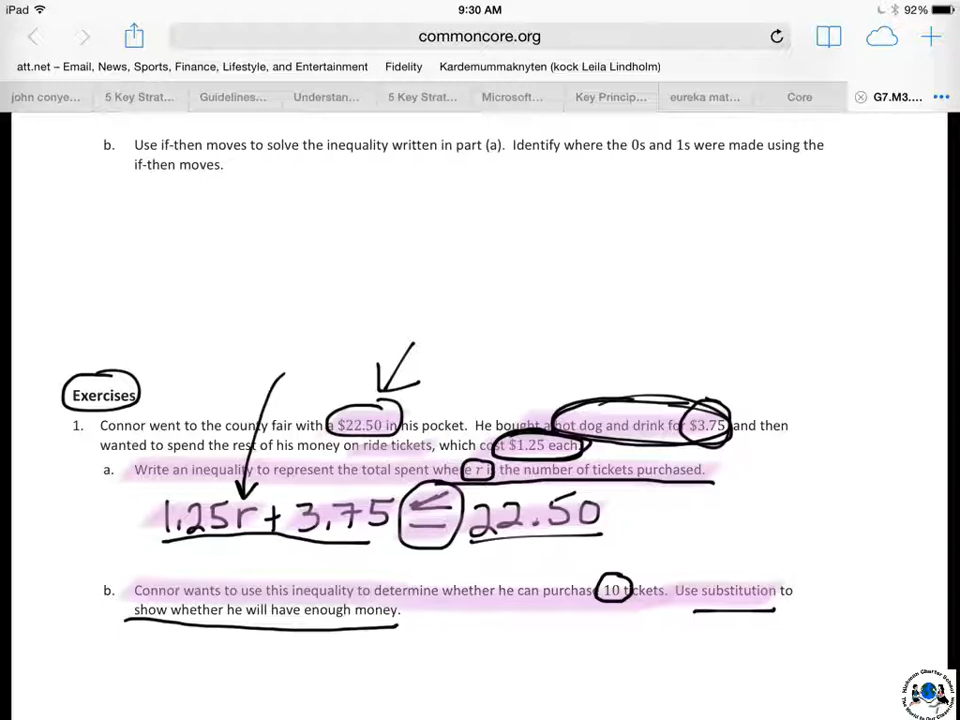 iPad 9:30 AM 92%
commoncore.org
att.net – Email, News, Sports, Finance, Lifestyle, and Entertainment Fidelity Kardemummaknyten (kock Leila Lindholm)
john conye... 5 Key Strat... Guidelines... Understan... 5 Key Strat... Microsoft... Key Princip... eureka mat... Core G7.M3....
b. Use if-then moves to solve the inequality written in part (a). Identify where the 0s and 1s were made using the
if-then moves.
Exercises
1. Connor went to the county fair with a $22.50 in his pocket. He bought a hot dog and drink for $3.75 and then
wanted to spend the rest of his money on ride tickets, which cost $1.25 each.
a. Write an inequality to represent the total spent where r is the number of tickets purchased.
1.25r + 3.75 ≤ 22.50
b. Connor wants to use this inequality to determine whether he can purchase 10 tickets. Use substitution to
show whether he will have enough money.